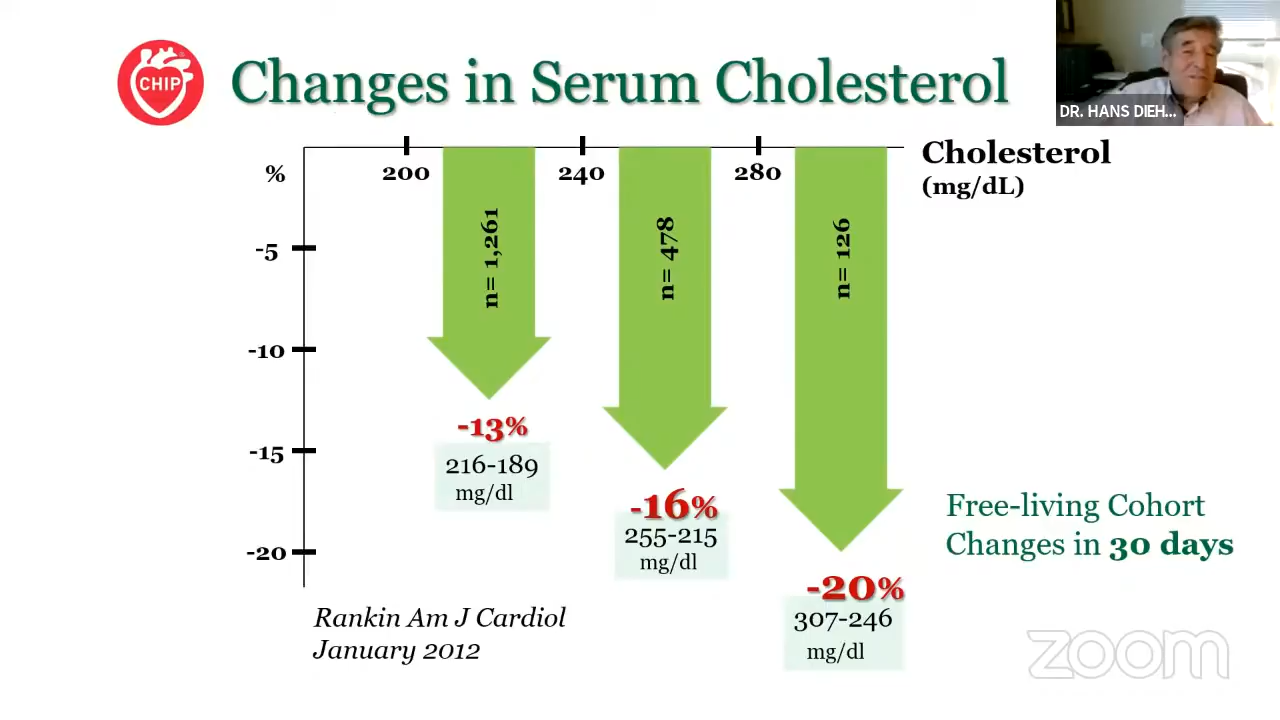 CHIP
Changes in Serum Cholesterol
DR. HANS DIEH...
%
200
240
280
Cholesterol
(mg/dL)
-5
-10
-15
-20
n= 1,261
n= 478
n= 126
-13%
216-189
mg/dl
-16%
255-215
mg/dl
-20%
307-246
mg/dl
Free-living Cohort
Changes in 30 days
Rankin Am J Cardiol
January 2012
zoom